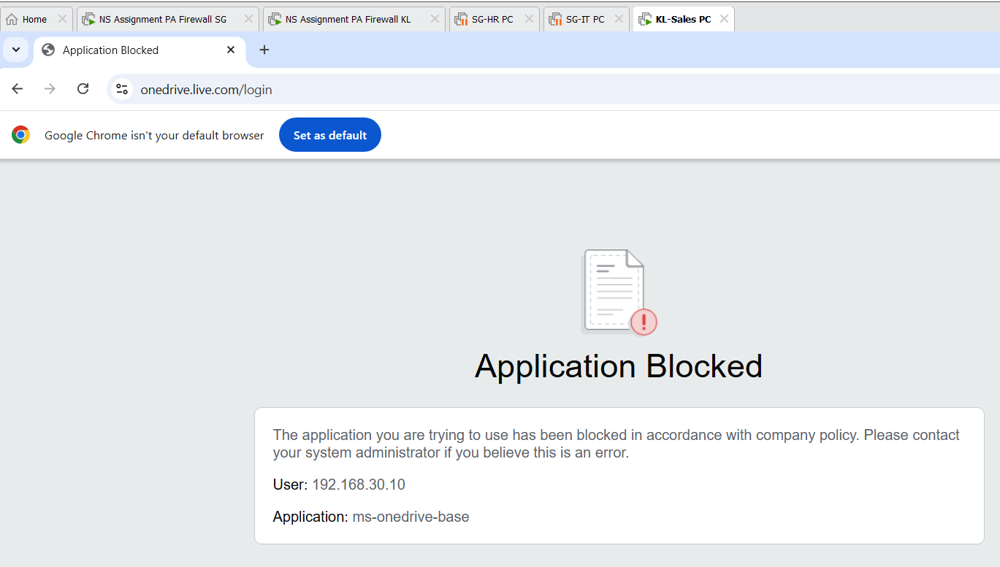 Home
NS Assignment PA Firewall SG
NS Assignment PA Firewall KL
SG-HR PC
SG-IT PC
KL-Sales PC
Application Blocked
onedrive.live.com/login
Google Chrome isn't your default browser
Set as default
Application Blocked
The application you are trying to use has been blocked in accordance with company policy. Please contact
your system administrator if you believe this is an error.
User: 192.168.30.10
Application: ms-onedrive-base